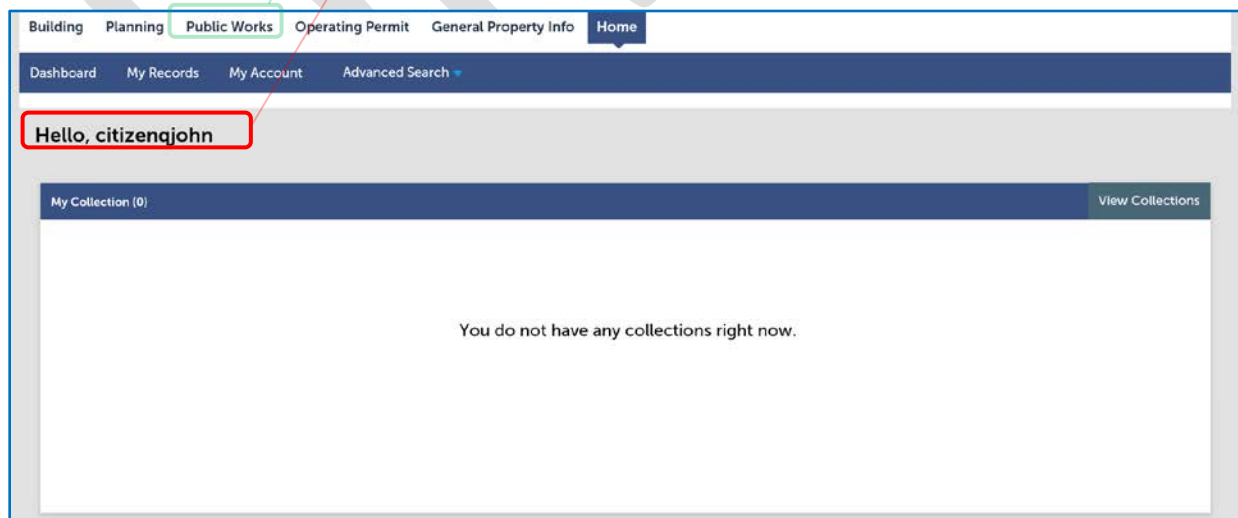 Building Planning Public Works Operating Permit General Property Info Home
Dashboard My Records My Account Advanced Search
Hello, citizenqjohn
My Collection (0) View Collections
You do not have any collections right now.